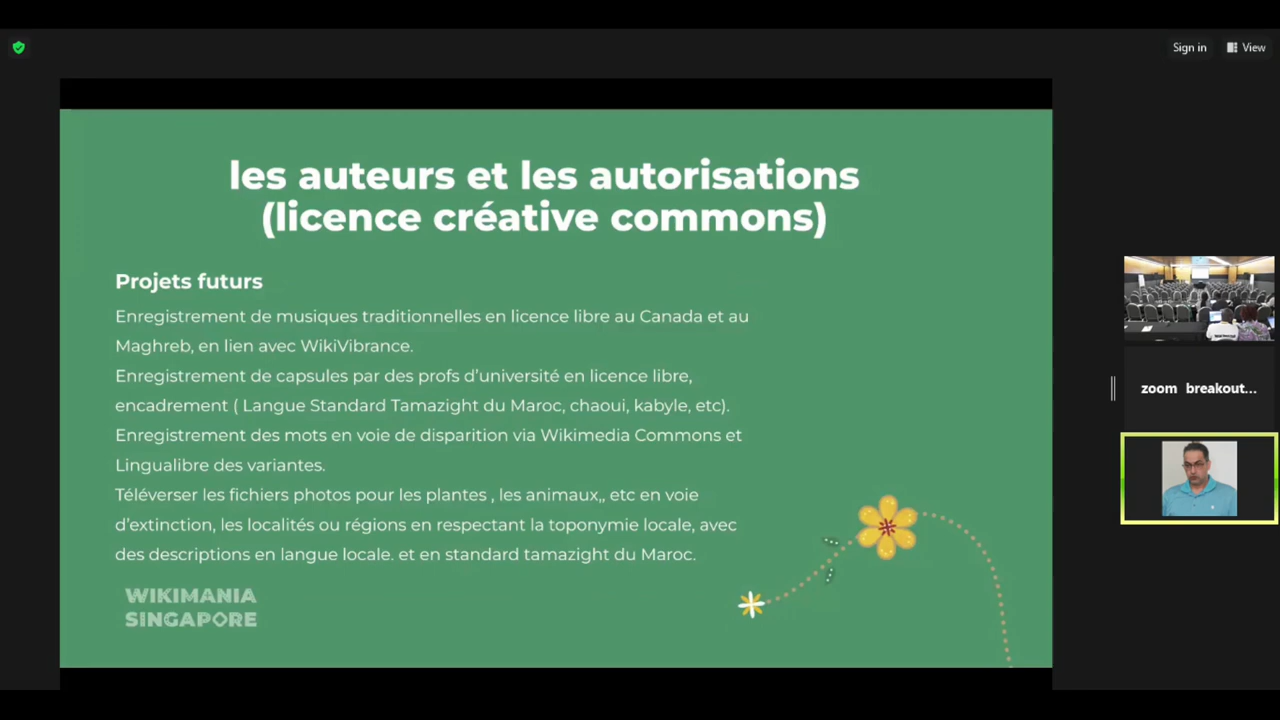 Sign in
View
les auteurs et les autorisations
(licence créative commons)
Projets futurs
Enregistrement de musiques traditionnelles en licence libre au Canada et au
Maghreb, en lien avec WikiVibrance.
Enregistrement de capsules par des profs d'université en licence libre,
encadrement ( Langue Standard Tamazight du Maroc, chaoui, kabyle, etc).
Enregistrement des mots en voie de disparition via Wikimedia Commons et
Lingualibre des variantes.
Téléverser les fichiers photos pour les plantes , les animaux,, etc en voie
d'extinction, les localités ou régions en respectant la toponymie locale, avec
des descriptions en langue locale. et en standard tamazight du Maroc.
WIKIMANIA
SINGAPORE
zoom breakout...